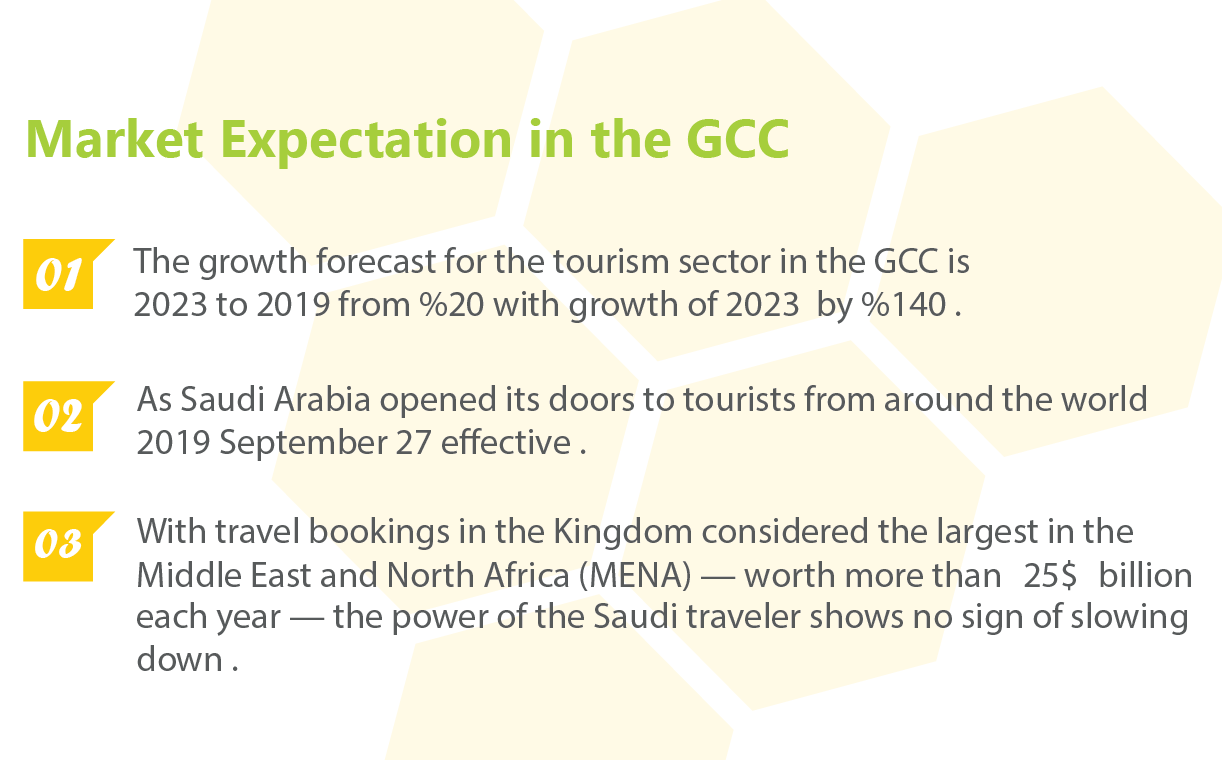 Market Expectation in the GCC
01
The growth forecast for the tourism sector in the GCC is
2023 to 2019 from %20 with growth of 2023 by %140 .
02
As Saudi Arabia opened its doors to tourists from around the world
2019 September 27 effective .
03
With travel bookings in the Kingdom considered the largest in the
Middle East and North Africa (MENA) — worth more than 25$ billion
each year — the power of the Saudi traveler shows no sign of slowing
down .